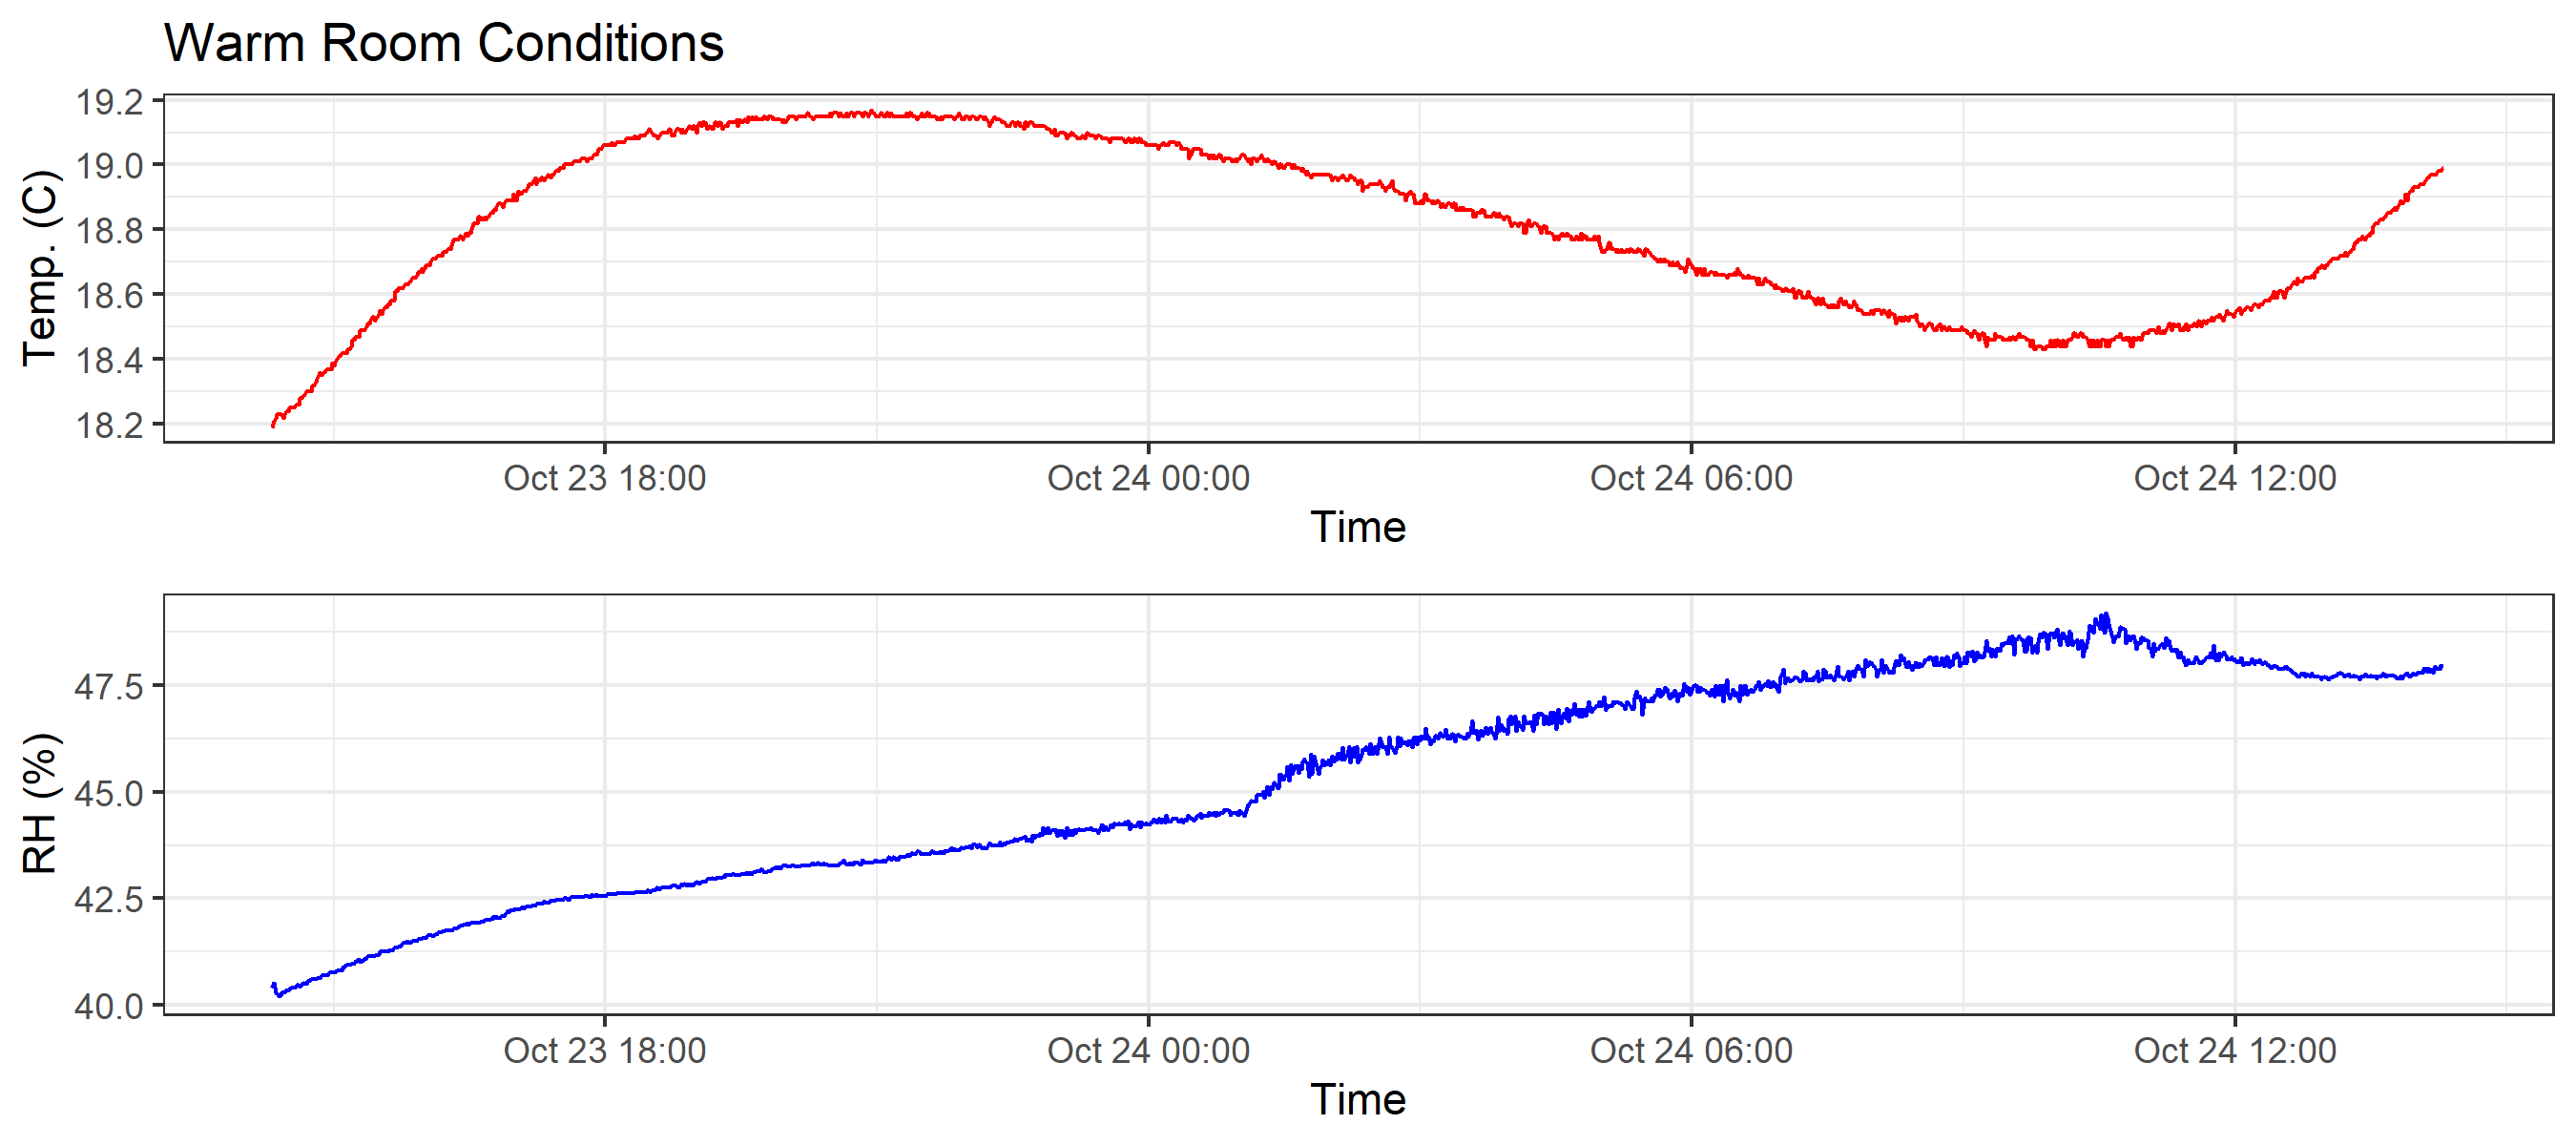 Warm Room Conditions
19.2
19.0
18.8
18.6
18.4
18.2
Temp. (C)
Oct 23 18:00 Oct 24 00:00 Oct 24 06:00 Oct 24 12:00
Time
47.5
45.0
42.5
40.0
RH (%)
Oct 23 18:00 Oct 24 00:00 Oct 24 06:00 Oct 24 12:00
Time